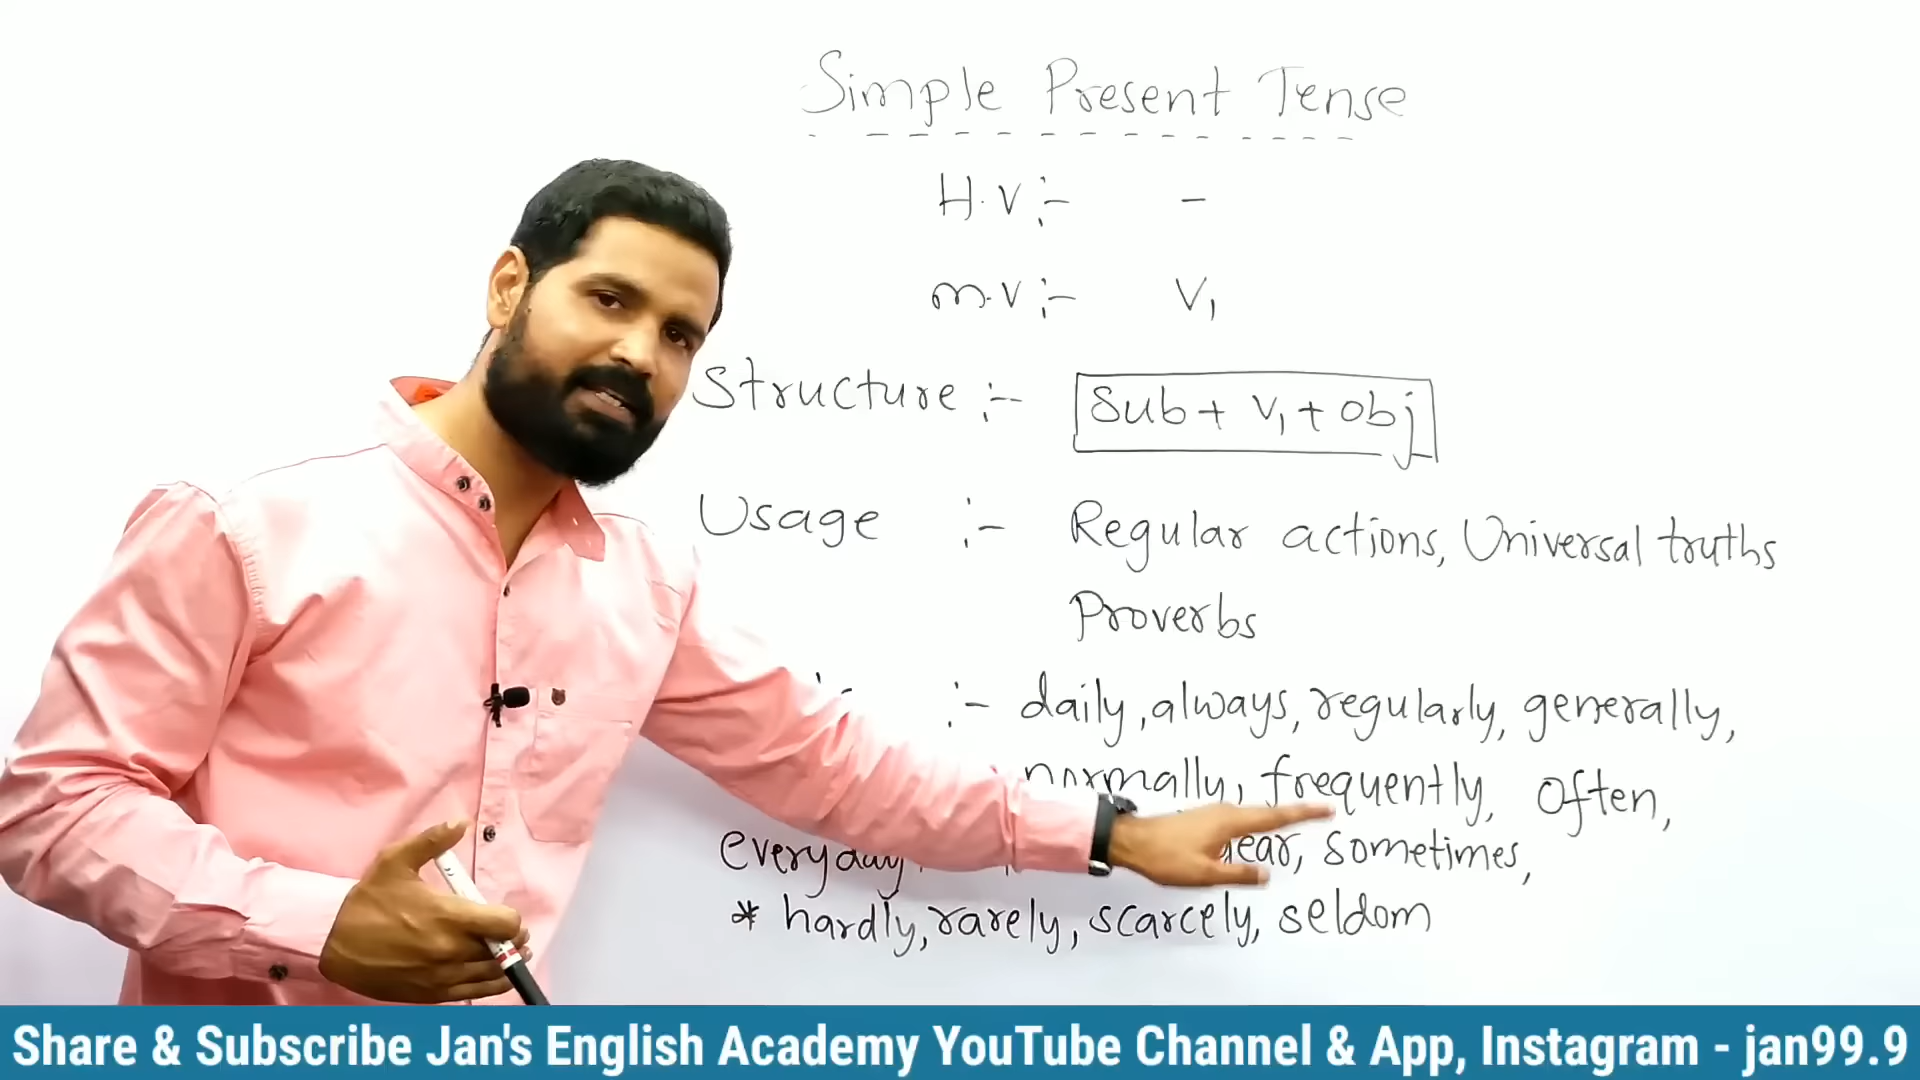 Simple Present Tense
H.V :- -
m.V :- V₁
Structure :- Sub + V₁ + obj
Usage :- Regular actions, Universal truths
Proverbs
:- daily, always, regularly, generally,
normally, frequently, Often,
everyday, sometimes,
* hardly, rarely, scarcely, seldom
Share & Subscribe Jan's English Academy YouTube Channel & App, Instagram - jan99.9